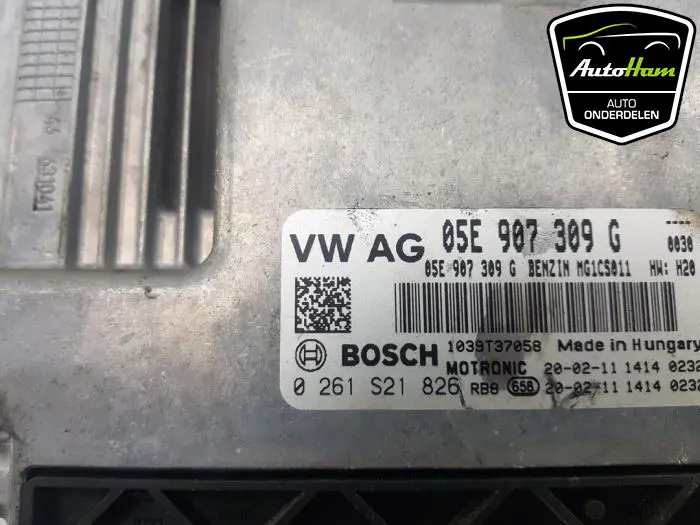 AutoHam
AUTO
ONDERDELEN
VW AG 05E 907 309 G ----
0030
05E 907 309 G BENZIN MG1CS011 HW: H20
BOSCH 1039T37058 Made in Hungary
MOTRONIC 20-02-11 1414 0232
0 261 S21 826 RB8 658 20-02-11 1414 0232